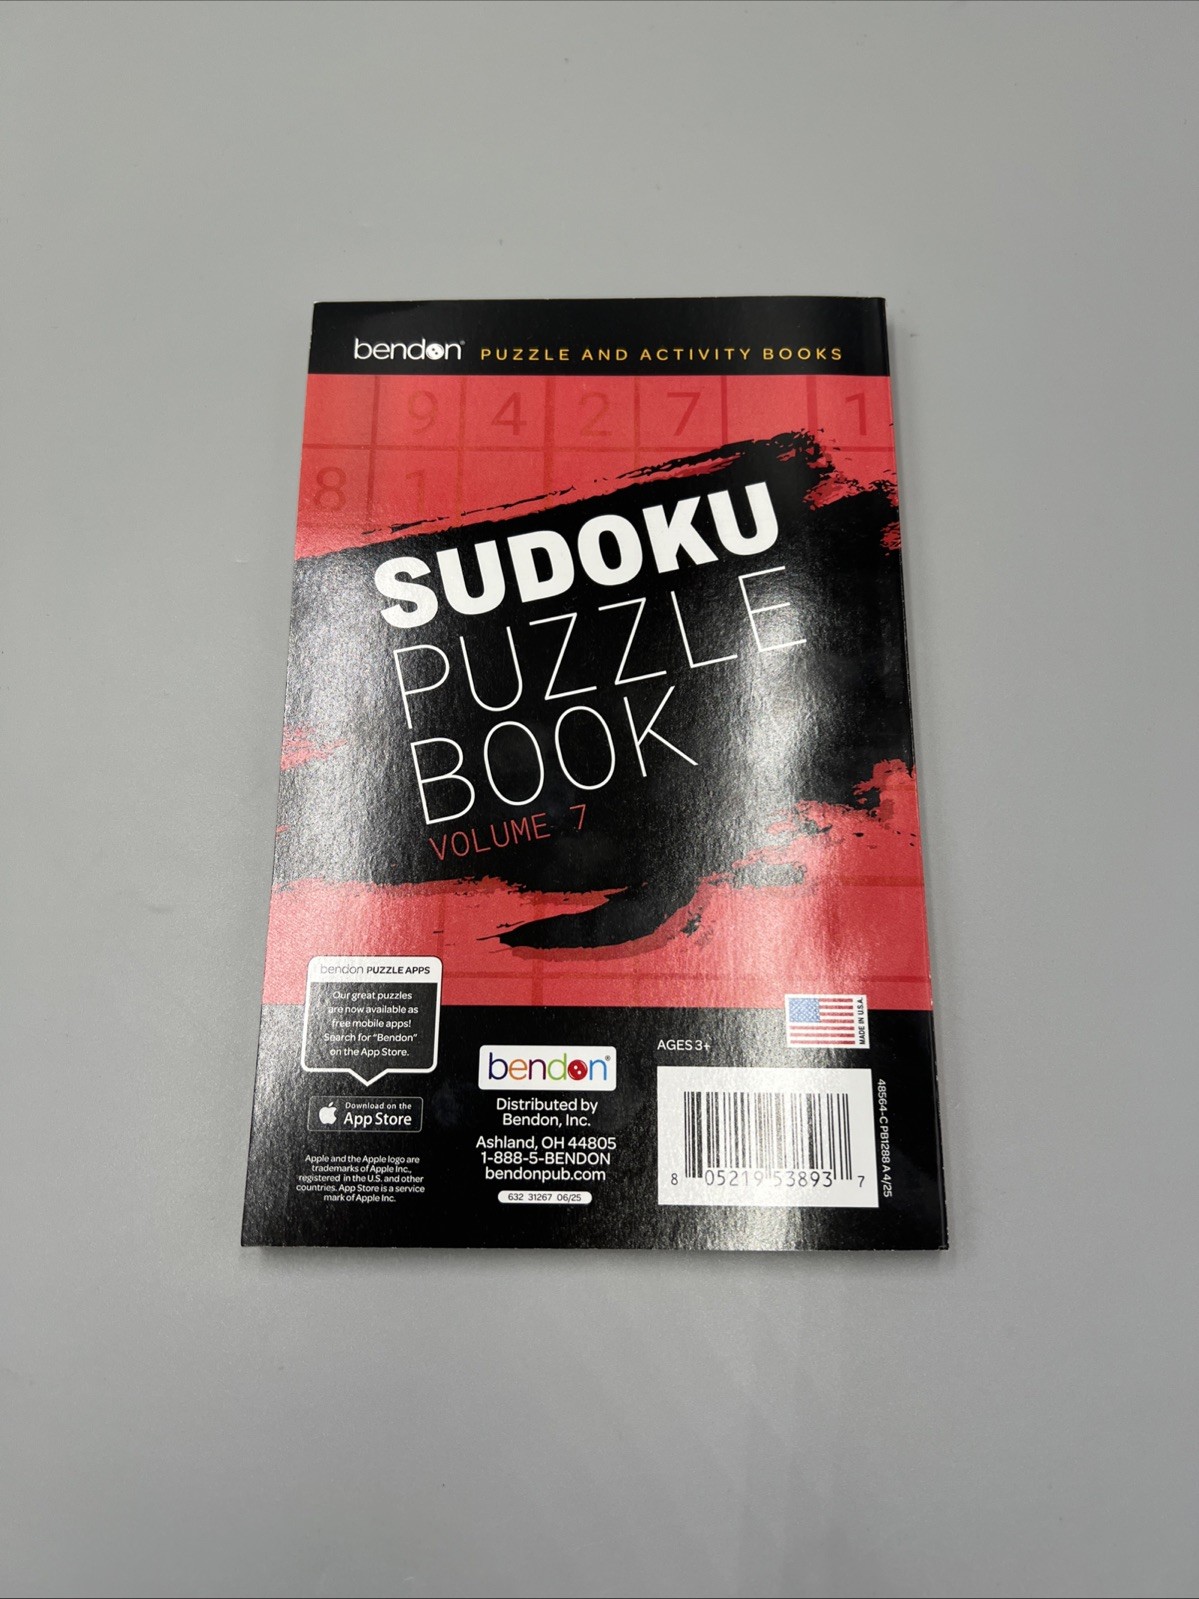 bendon® PUZZLE AND ACTIVITY BOOKS
9 4 2 7 1
8 1
SUDOKU
PUZZLE
BOOK
VOLUME 7
bendon PUZZLE APPS
Our great puzzles
are now available as
free mobile apps!
Search for "Bendon"
on the App Store.
Download on the
App Store
Apple and the Apple logo are
trademarks of Apple Inc.,
registered in the U.S. and other
countries. App Store is a service
mark of Apple Inc.
bendon®
Distributed by
Bendon, Inc.
Ashland, OH 44805
1-888-5-BENDON
bendonpub.com
632 31267 06/25
MADE IN U.S.A.
AGES 3+
8 05219 53893 7
48564-C PB1288 A 4/25